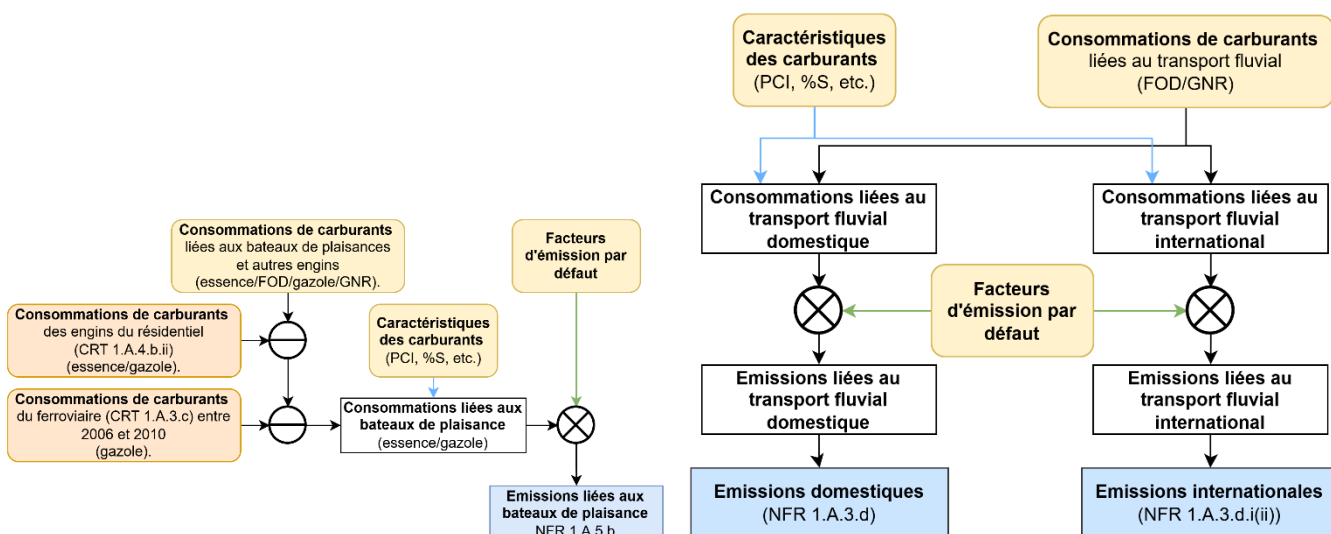 Consommations de carburants
liées aux bateaux de plaisances
et autres engins
(essence/FOD/gazole/GNR).
Facteurs
d'émission par
défaut
Consommations de carburants
des engins du résidentiel
(CRT 1.A.4.b.ii)
(essence/gazole).
Caractéristiques
des carburants
(PCI, %S, etc.)
Consommations de carburants
du ferroviaire (CRT 1.A.3.c) entre
2006 et 2010
(gazole).
Consommations liées aux
bateaux de plaisance
(essence/gazole)
Emissions liées aux
bateaux de plaisance
NFR 1.A.5.b
Caractéristiques
des carburants
(PCI, %S, etc.)
Consommations de carburants
liées au transport fluvial
(FOD/GNR)
Consommations liées au
transport fluvial
domestique
Consommations liées au
transport fluvial
international
Facteurs
d'émission par
défaut
Emissions liées au
transport fluvial
domestique
Emissions liées au
transport fluvial
international
Emissions domestiques
(NFR 1.A.3.d)
Emissions internationales
(NFR 1.A.3.d.i(ii))